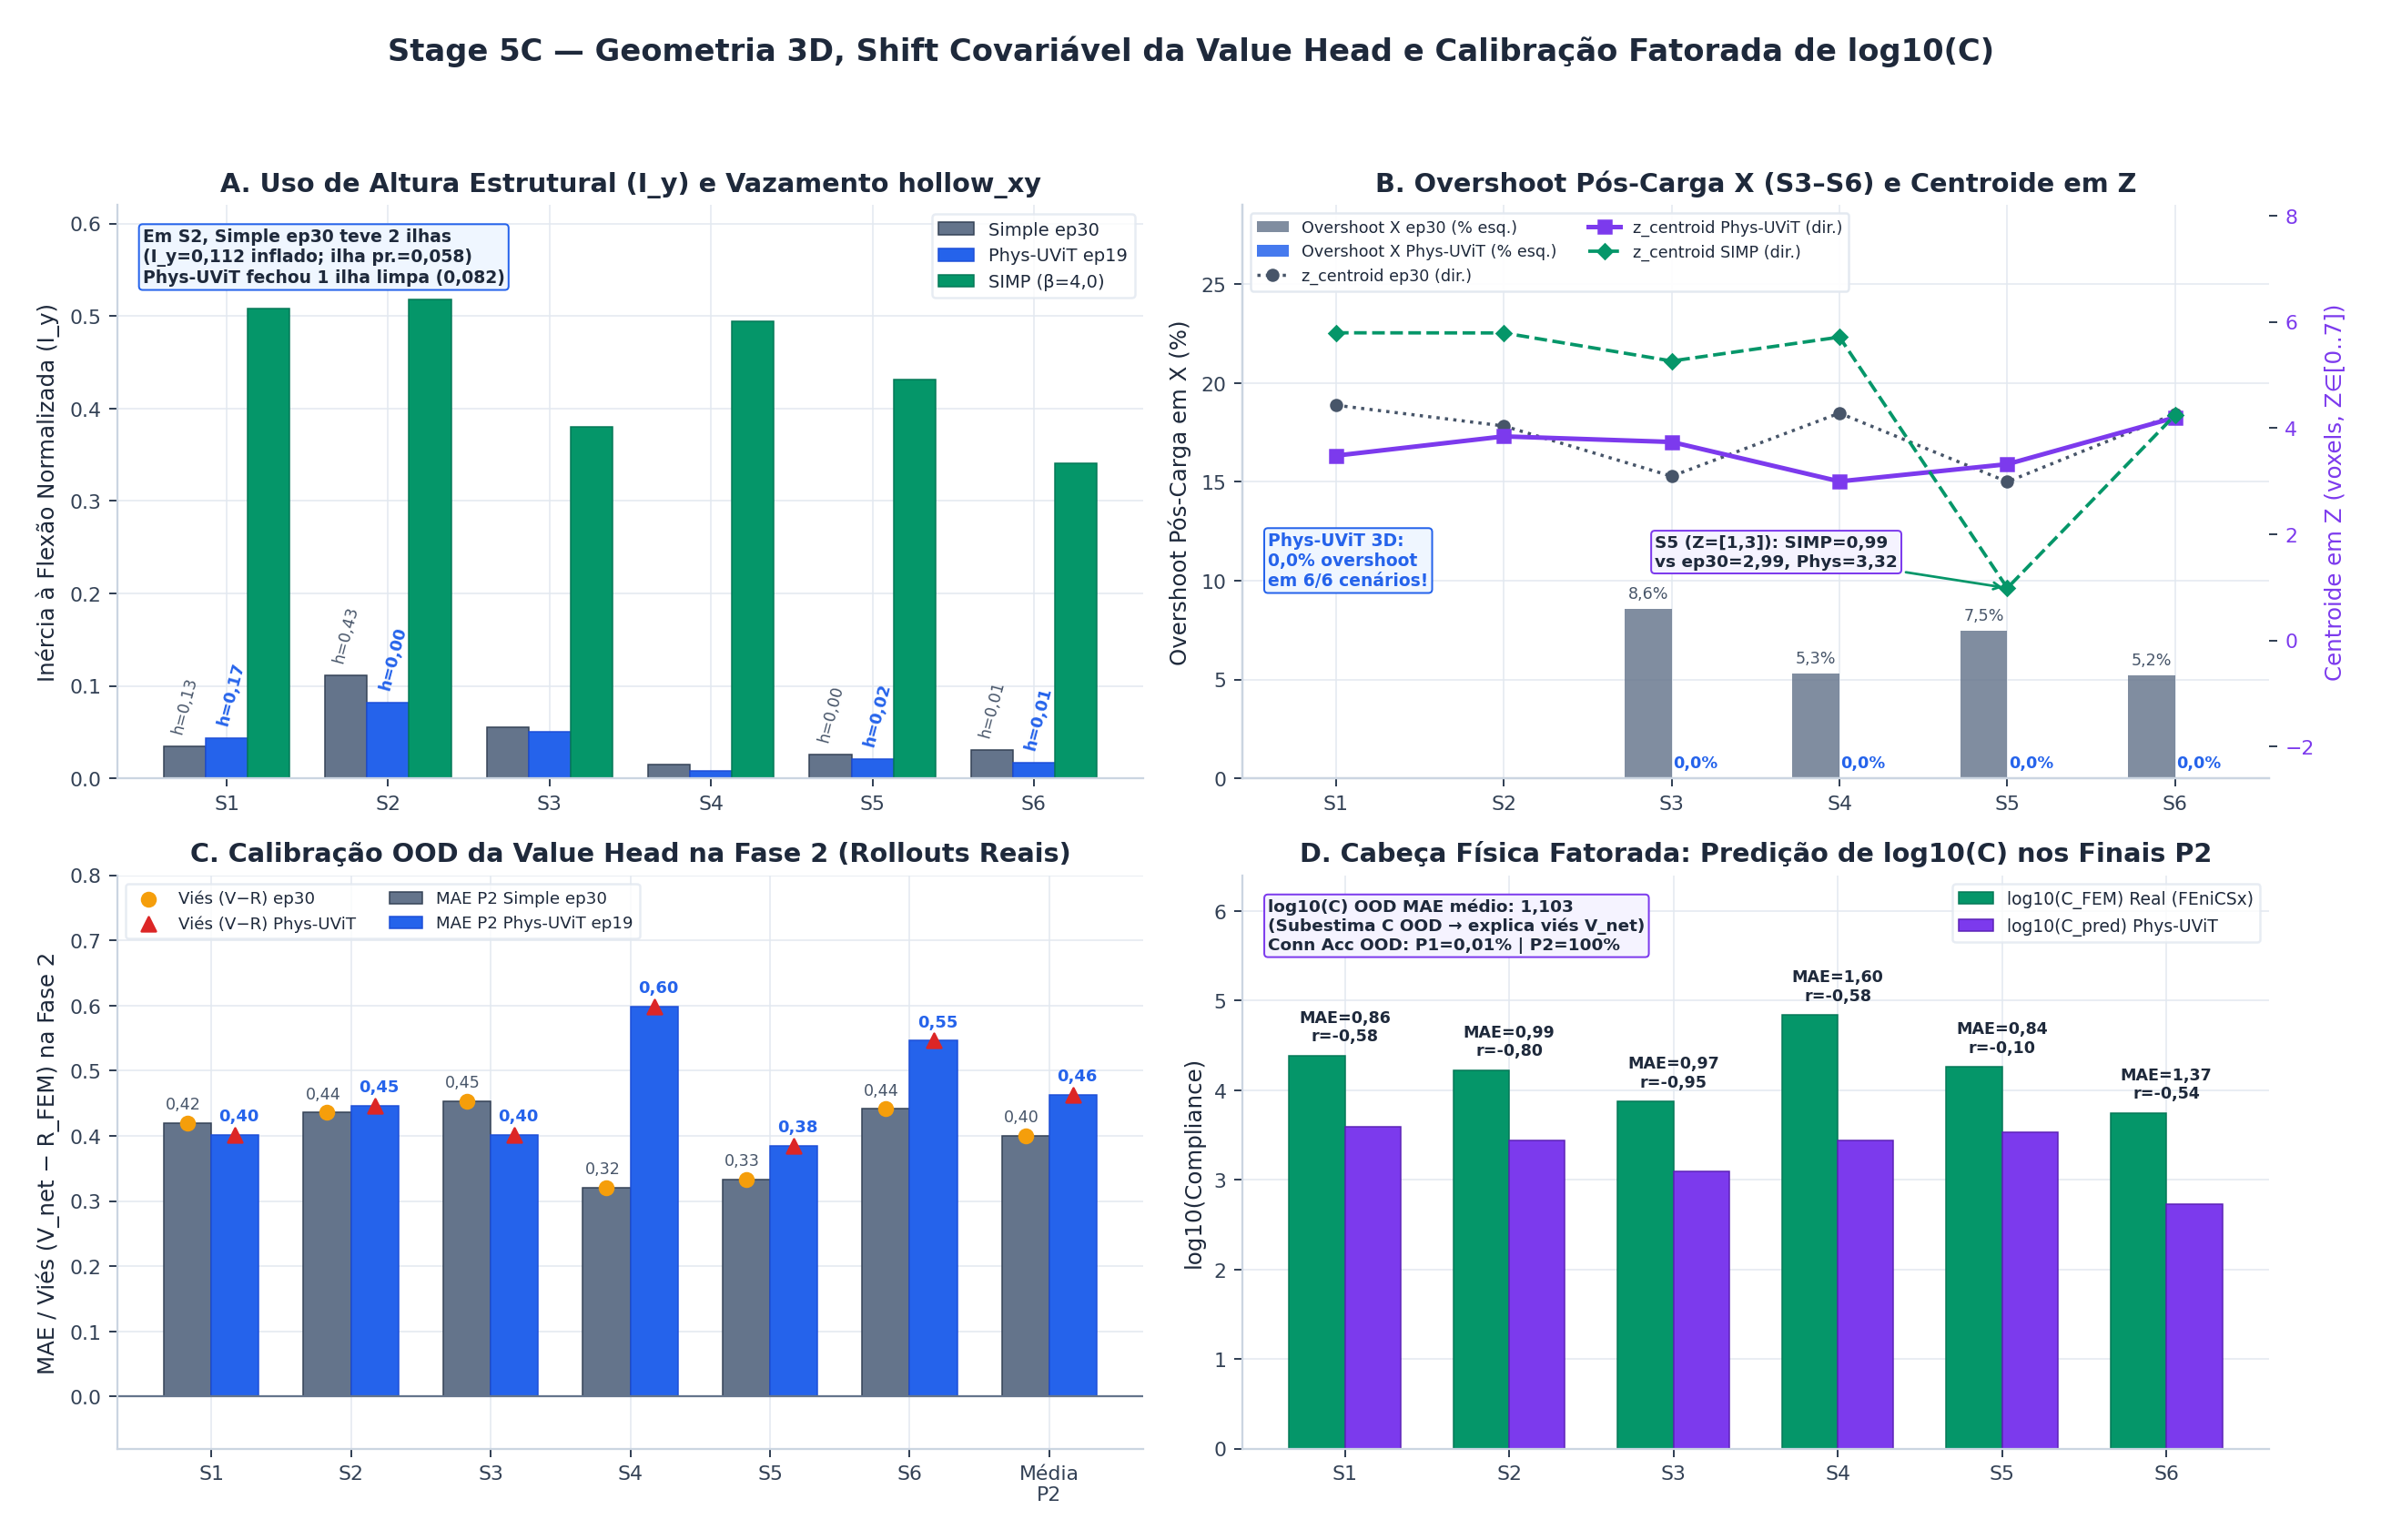 Stage 5C — Geometria 3D, Shift Covariável da Value Head e Calibração Fatorada de log10(C)
A. Uso de Altura Estrutural (I_y) e Vazamento hollow_xy
Inércia à Flexão Normalizada (I_y)
0.6
0.5
0.4
0.3
0.2
0.1
0.0
Em S2, Simple ep30 teve 2 ilhas
(I_y=0,112 inflado; ilha pr.=0,058)
Phys-UViT fechou 1 ilha limpa (0,082)
Simple ep30
Phys-UViT ep19
SIMP (β=4,0)
h=0,13
h=0,17
h=0,43
h=0,00
h=0,00
h=0,02
h=0,01
h=0,01
S1
S2
S3
S4
S5
S6
B. Overshoot Pós-Carga X (S3–S6) e Centroide em Z
Overshoot Pós-Carga em X (%)
25
20
15
10
5
0
Overshoot X ep30 (% esq.)
Overshoot X Phys-UViT (% esq.)
z_centroid ep30 (dir.)
z_centroid Phys-UViT (dir.)
z_centroid SIMP (dir.)
Phys-UViT 3D:
0,0% overshoot
em 6/6 cenários!
S5 (Z=[1,3]): SIMP=0,99
vs ep30=2,99, Phys=3,32
8,6%
0,0%
5,3%
0,0%
7,5%
0,0%
5,2%
0,0%
8
6
4
2
0
−2
Centroide em Z (voxels, Z∈[0..7])
S1
S2
S3
S4
S5
S6
C. Calibração OOD da Value Head na Fase 2 (Rollouts Reais)
MAE / Viés (V_net − R_FEM) na Fase 2
0.8
0.7
0.6
0.5
0.4
0.3
0.2
0.1
0.0
Viés (V−R) ep30
Viés (V−R) Phys-UViT
MAE P2 Simple ep30
MAE P2 Phys-UViT ep19
0,42
0,40
0,44
0,45
0,45
0,40
0,32
0,60
0,33
0,38
0,44
0,55
0,40
0,46
S1
S2
S3
S4
S5
S6
Média
P2
D. Cabeça Física Fatorada: Predição de log10(C) nos Finais P2
log10(Compliance)
6
5
4
3
2
1
0
log10(C) OOD MAE médio: 1,103
(Subestima C OOD → explica viés V_net)
Conn Acc OOD: P1=0,01% | P2=100%
log10(C_FEM) Real (FEniCSx)
log10(C_pred) Phys-UViT
MAE=0,86
r=-0,58
MAE=0,99
r=-0,80
MAE=0,97
r=-0,95
MAE=1,60
r=-0,58
MAE=0,84
r=-0,10
MAE=1,37
r=-0,54
S1
S2
S3
S4
S5
S6